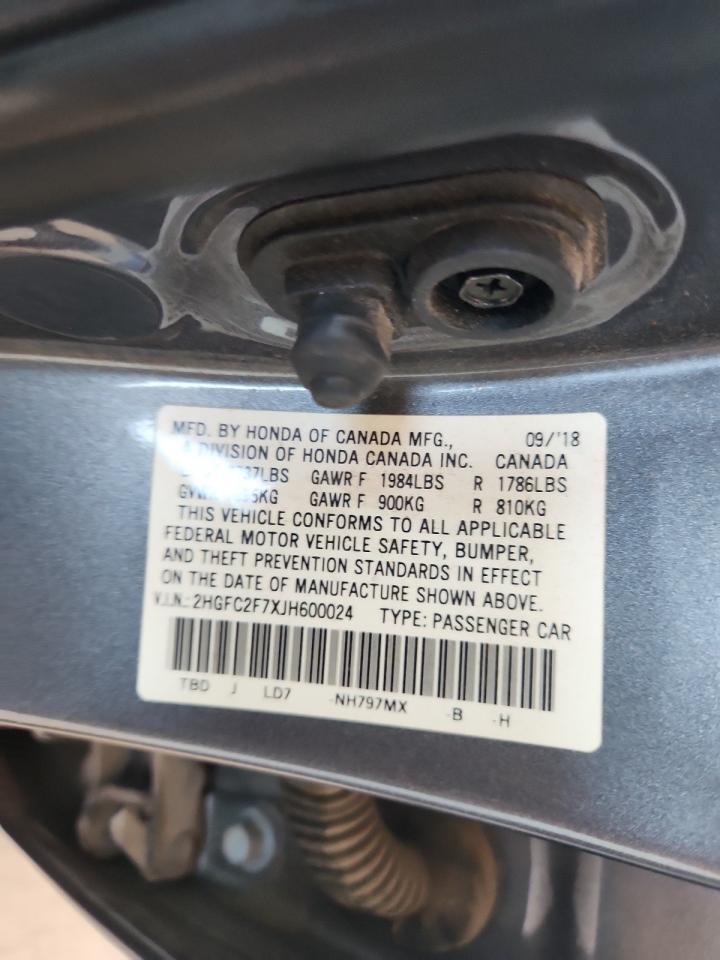 MFD. BY HONDA OF CANADA MFG., 09/'18
A DIVISION OF HONDA CANADA INC. CANADA
GAWR F 1984LBS R 1786LBS
GAWR F 900KG R 810KG
THIS VEHICLE CONFORMS TO ALL APPLICABLE
FEDERAL MOTOR VEHICLE SAFETY, BUMPER,
AND THEFT PREVENTION STANDARDS IN EFFECT
ON THE DATE OF MANUFACTURE SHOWN ABOVE.
V.I.N.: 2HGFC2F7XJH600024 TYPE: PASSENGER CAR
TBD J LD7 -NH797MX -B -H